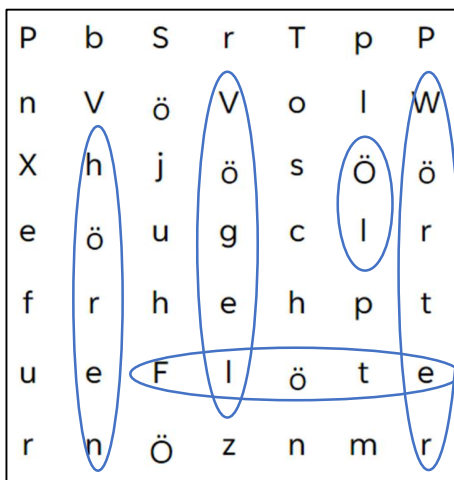 P b S r T p P
n V ö V o l W
X h j ö s Ö ö
e ö u g c l r
f r h e h p t
u e F l ö t e
r n Ö z n m r